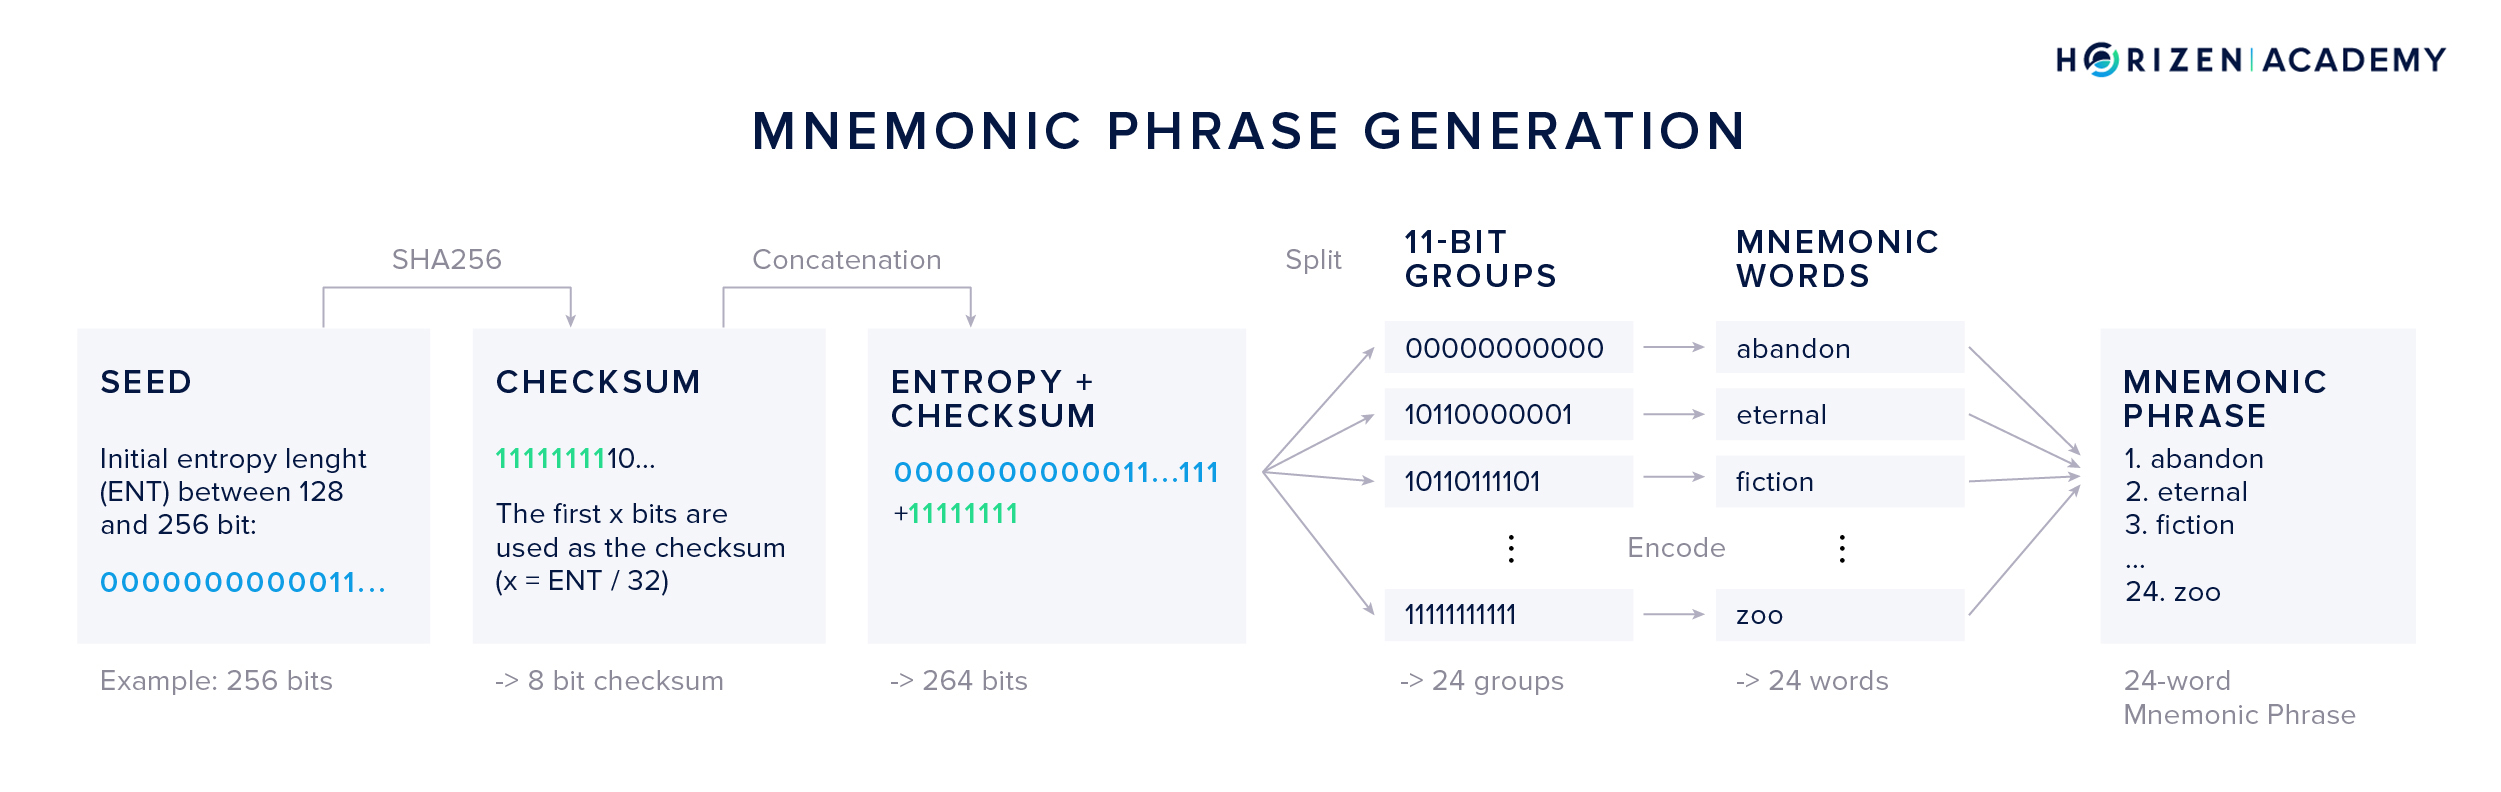 HORIZEN|ACADEMY
MNEMONIC PHRASE GENERATION
SHA256
Concatenation
Split
11-BIT
GROUPS
MNEMONIC
WORDS
SEED
Initial entropy lenght
(ENT) between 128
and 256 bit:
0000000000011...
Example: 256 bits
CHECKSUM
1111111110...
The first x bits are
used as the checksum
(x = ENT / 32)
-> 8 bit checksum
ENTROPY +
CHECKSUM
0000000000011...111
+11111111
-> 264 bits
00000000000
10110000001
10110111101
⋮
11111111111
-> 24 groups
Encode
abandon
eternal
fiction
⋮
zoo
-> 24 words
MNEMONIC
PHRASE
1. abandon
2. eternal
3. fiction
...
24. zoo
24-word
Mnemonic Phrase